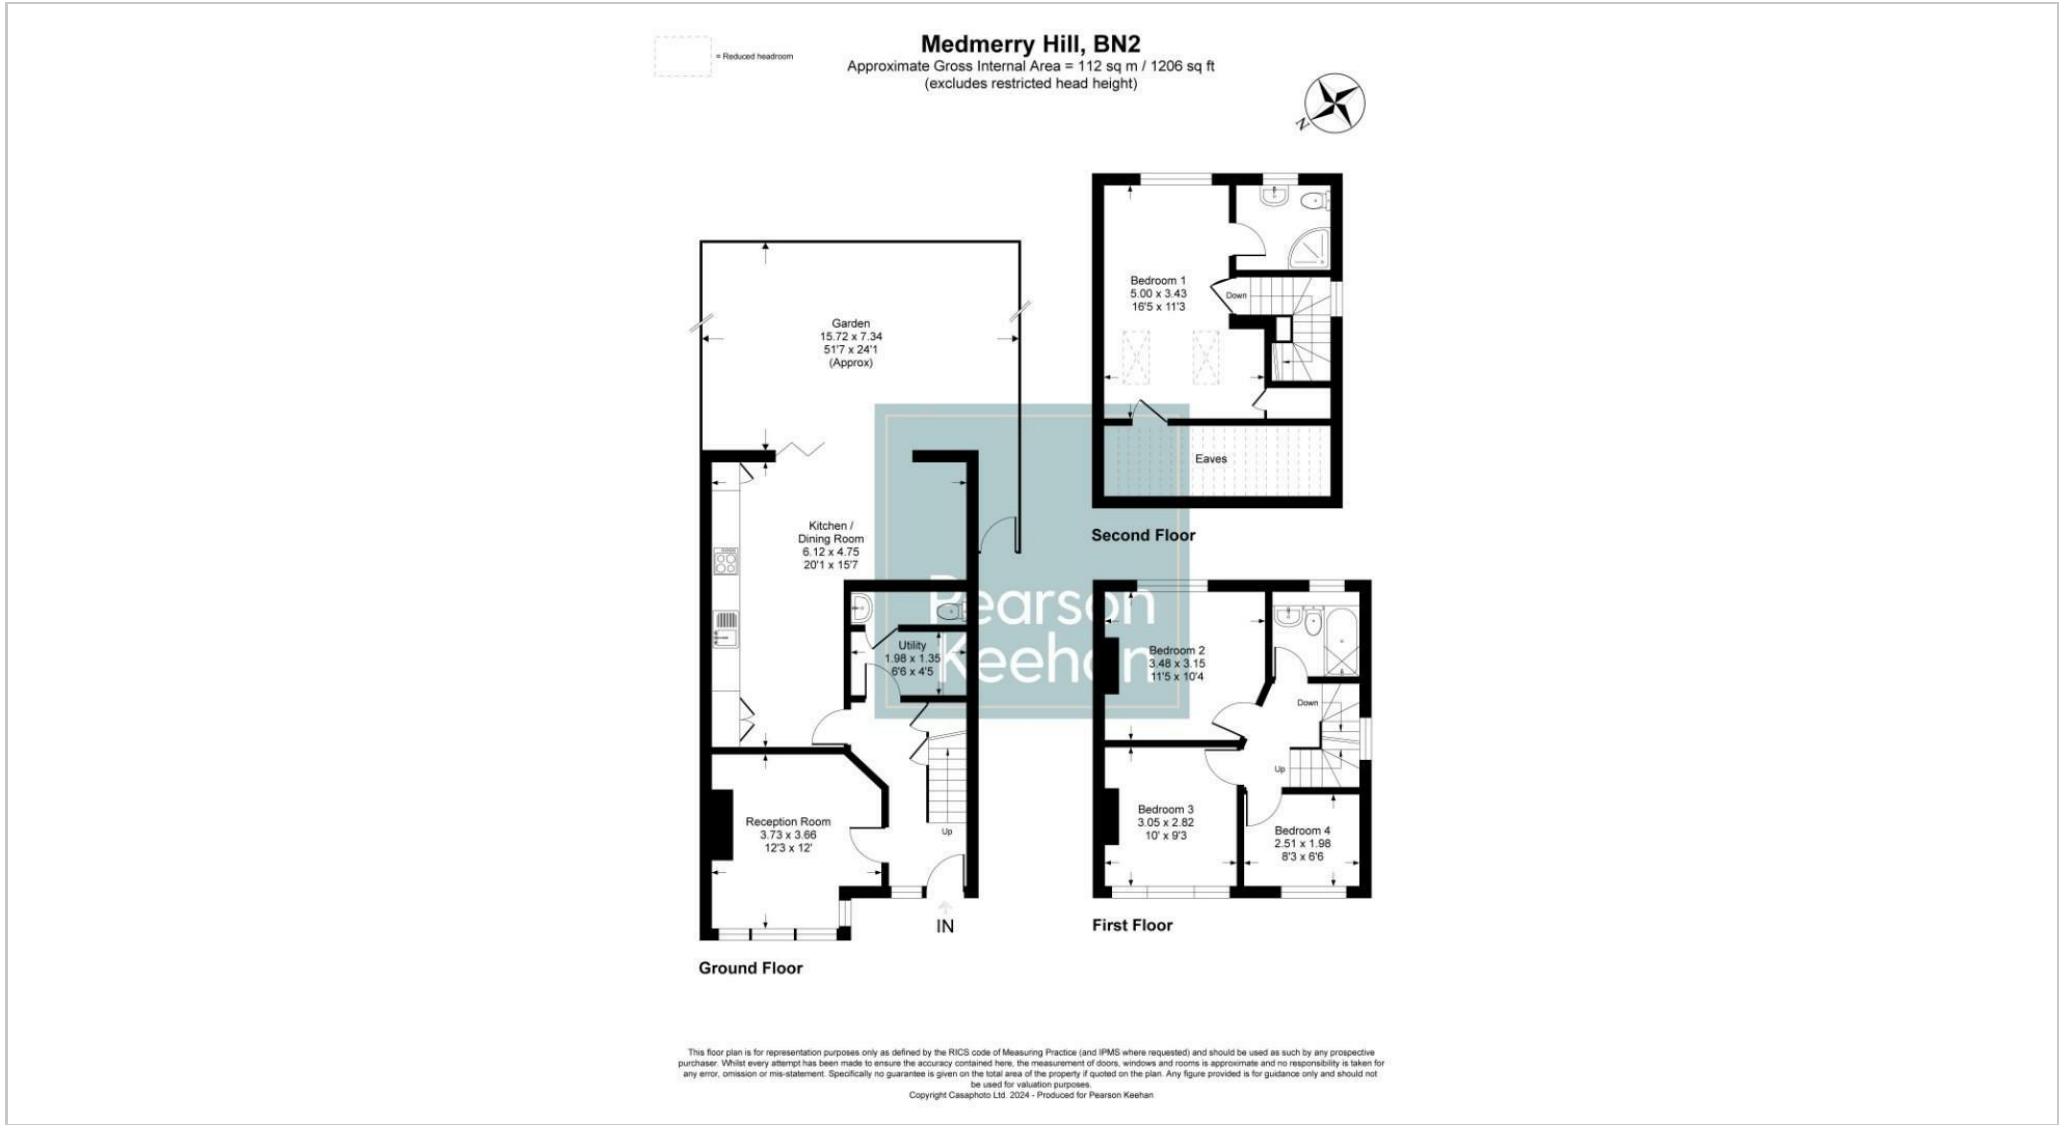 = Reduced headroom
Medmerry Hill, BN2
Approximate Gross Internal Area = 112 sq m / 1206 sq ft
(excludes restricted head height)
N
Bedroom 1
5.00 x 3.43
16'5 x 11'3
Down
Eaves
Second Floor
Garden
15.72 x 7.34
51'7 x 24'1
(Approx)
Kitchen /
Dining Room
6.12 x 4.75
20'1 x 15'7
Utility
1.98 x 1.35
6'6 x 4'5
Reception Room
3.73 x 3.66
12'3 x 12'
Up
IN
Ground Floor
Pearson
Keehan
Bedroom 2
3.48 x 3.15
11'5 x 10'4
Down
Up
Bedroom 3
3.05 x 2.82
10' x 9'3
Bedroom 4
2.51 x 1.98
8'3 x 6'6
First Floor
This floor plan is for representation purposes only as defined by the RICS code of Measuring Practice (and IPMS where requested) and should be used as such by any prospective
purchaser. Whilst every attempt has been made to ensure the accuracy contained here, the measurement of doors, windows and rooms is approximate and no responsibility is taken for
any error, omission or mis-statement. Specifically no guarantee is given on the total area of the property if quoted on the plan. Any figure provided is for guidance only and should not
be used for valuation purposes.
Copyright Casaphoto Ltd. 2024 - Produced for Pearson Keehan